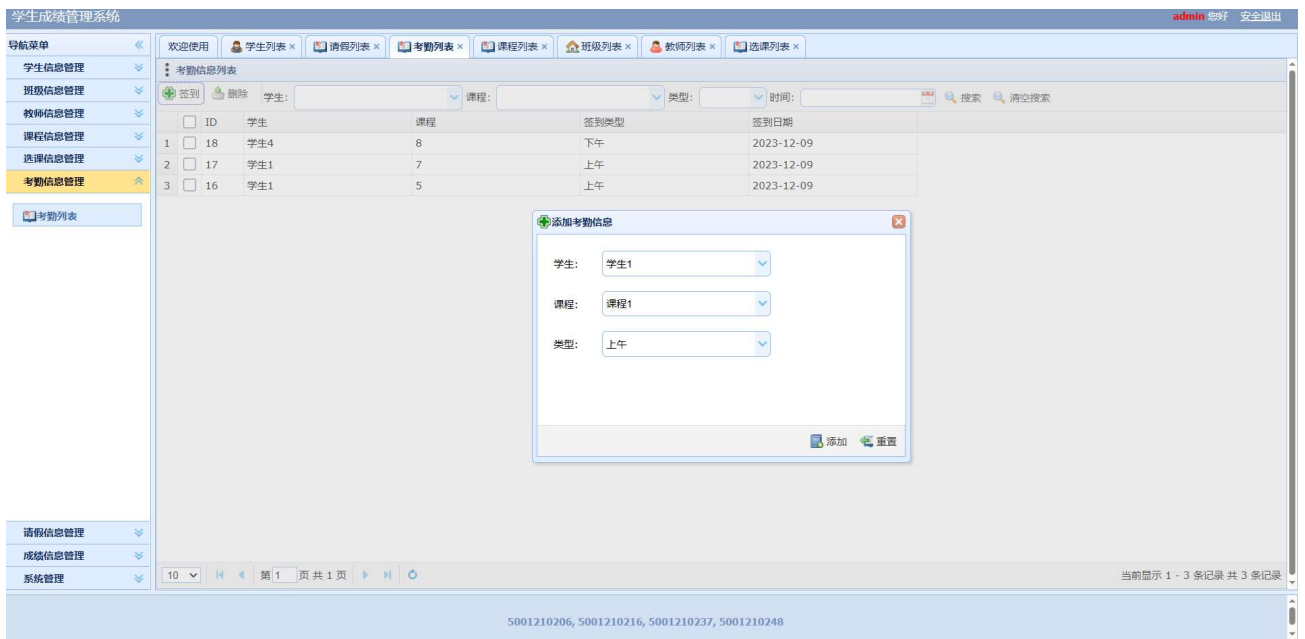 学生成绩管理系统 admin 您好 安全退出
导航菜单 欢迎使用 学生列表 请假列表 考勤列表 课程列表 班级列表 教师列表 选课列表
学生信息管理 考勤信息列表
班级信息管理 签到 删除 学生: 课程: 类型: 时间: 搜索 清空搜索
教师信息管理 ID 学生 课程 签到类型 签到日期
课程信息管理 1 18 学生4 8 下午 2023-12-09
选课信息管理 2 17 学生1 7 上午 2023-12-09
考勤信息管理 3 16 学生1 5 上午 2023-12-09
考勤列表
添加考勤信息
学生: 学生1
课程: 课程1
类型: 上午
添加 重置
请假信息管理
成绩信息管理
系统管理 10 第 1 页 共 1 页 当前显示 1 - 3 条记录 共 3 条记录
5001210206, 5001210216, 5001210237, 5001210248